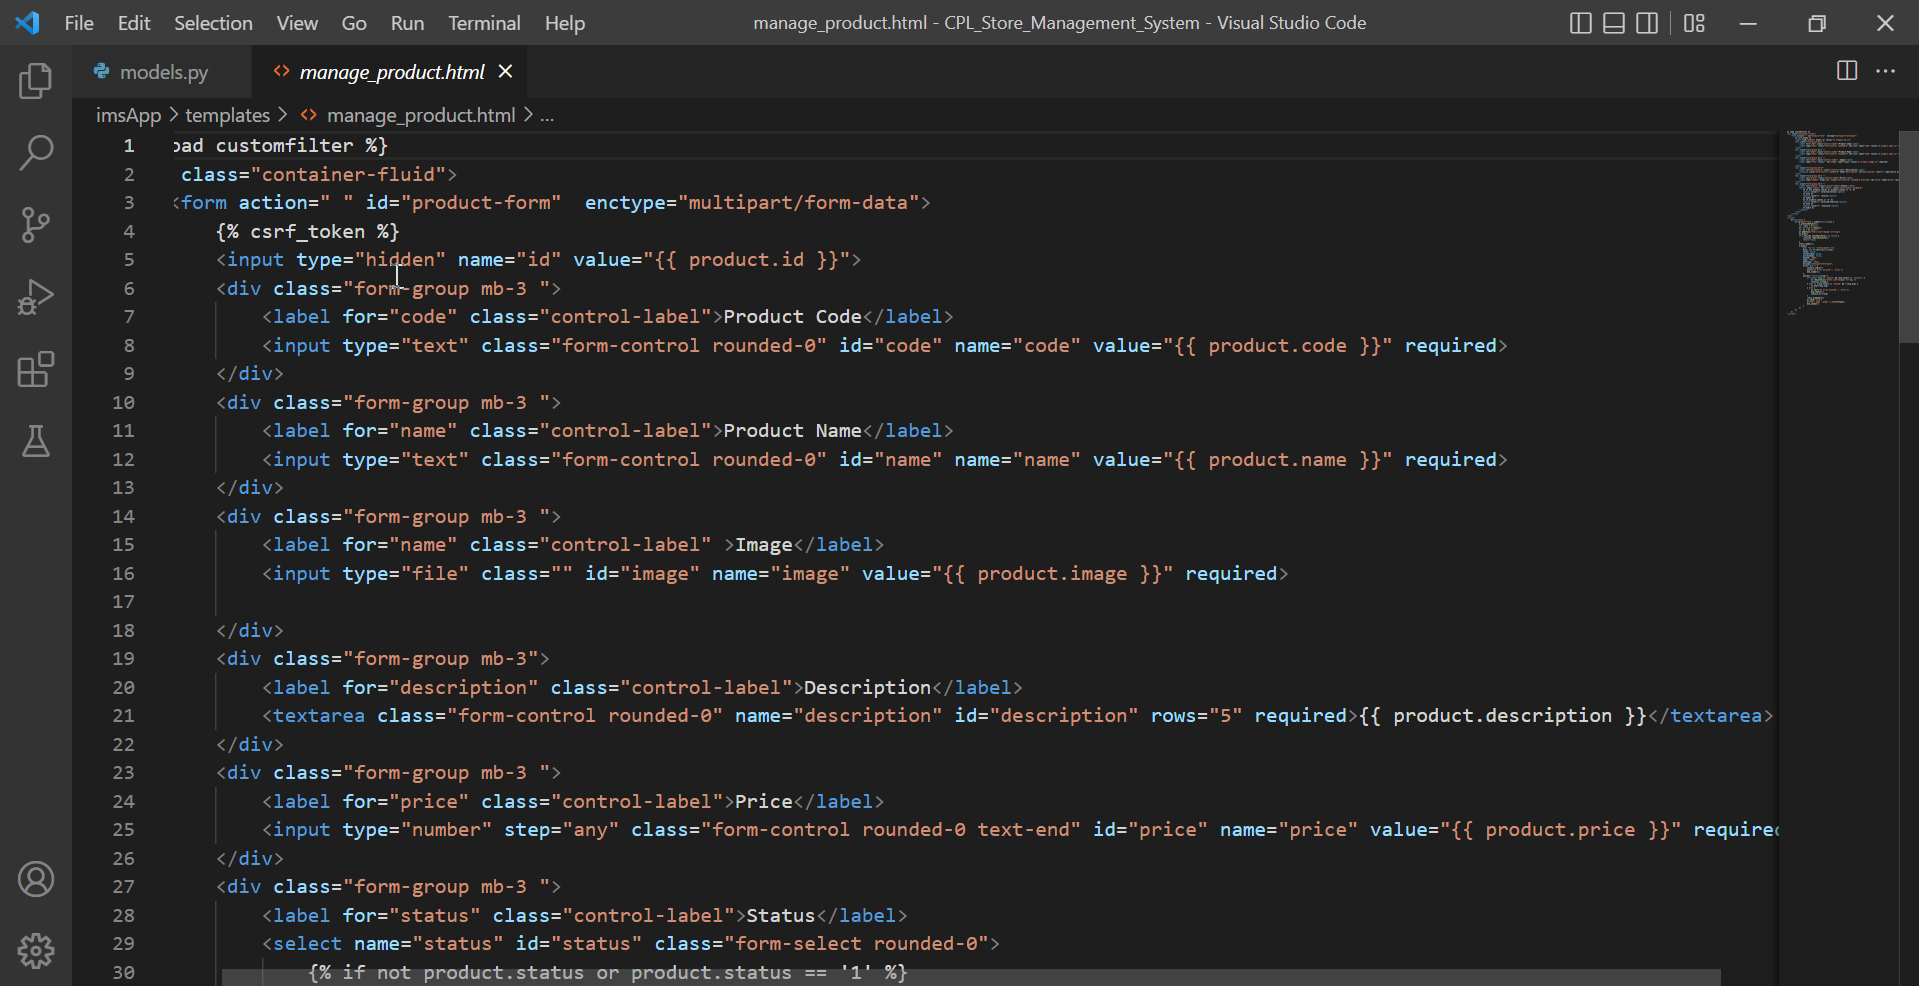 File Edit Selection View Go Run Terminal Help manage_product.html - CPL_Store_Management_System - Visual Studio Code
models.py <> manage_product.html
imsApp > templates > <> manage_product.html > ...
1 oad customfilter %}
2 class="container-fluid">
3 <form action=" " id="product-form"  enctype="multipart/form-data">
4 {% csrf_token %}
5 <input type="hidden" name="id" value="{{ product.id }}">
6 <div class="form-group mb-3 ">
7 <label for="code" class="control-label">Product Code</label>
8 <input type="text" class="form-control rounded-0" id="code" name="code" value="{{ product.code }}" required>
9 </div>
10 <div class="form-group mb-3 ">
11 <label for="name" class="control-label">Product Name</label>
12 <input type="text" class="form-control rounded-0" id="name" name="name" value="{{ product.name }}" required>
13 </div>
14 <div class="form-group mb-3 ">
15 <label for="name" class="control-label" >Image</label>
16 <input type="file" class="" id="image" name="image" value="{{ product.image }}" required>
17
18 </div>
19 <div class="form-group mb-3">
20 <label for="description" class="control-label">Description</label>
21 <textarea class="form-control rounded-0" name="description" id="description" rows="5" required>{{ product.description }}</textarea>
22 </div>
23 <div class="form-group mb-3 ">
24 <label for="price" class="control-label">Price</label>
25 <input type="number" step="any" class="form-control rounded-0 text-end" id="price" name="price" value="{{ product.price }}" required
26 </div>
27 <div class="form-group mb-3 ">
28 <label for="status" class="control-label">Status</label>
29 <select name="status" id="status" class="form-select rounded-0">
30 {% if not product.status or product.status == '1' %}